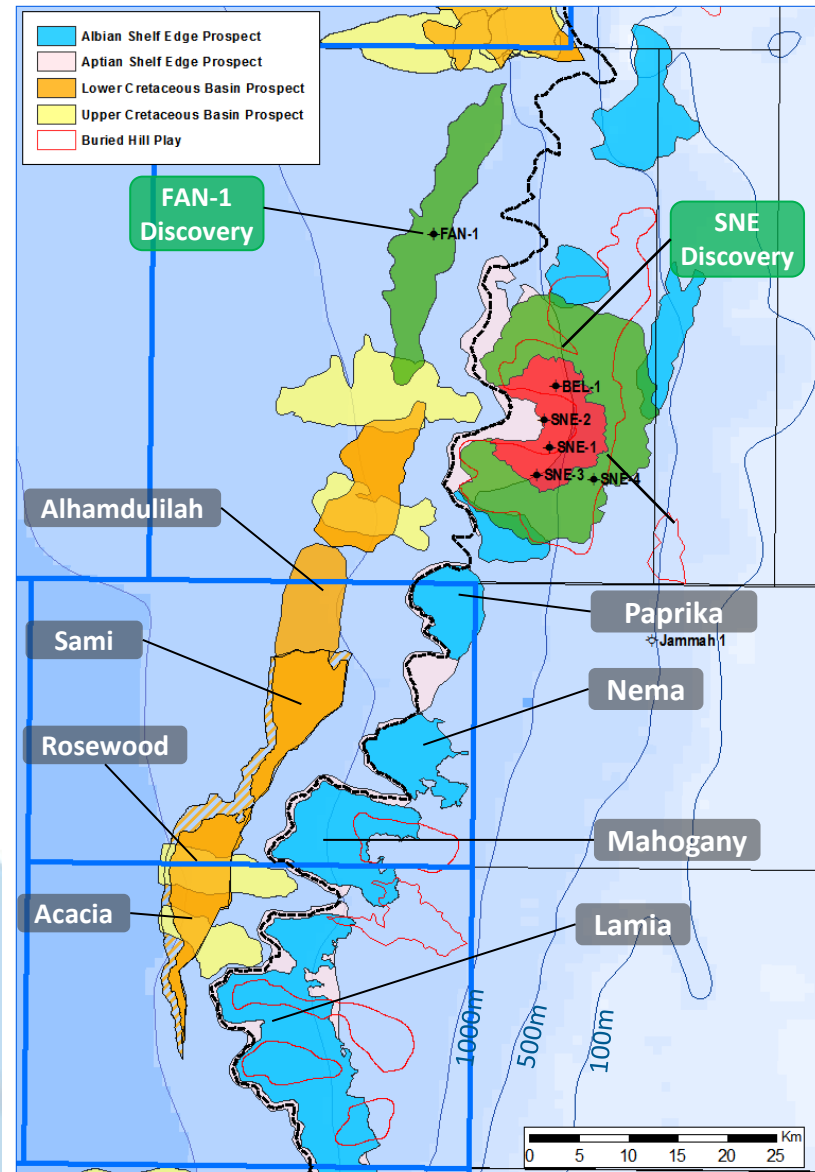 Albian Shelf Edge Prospect
Aptian Shelf Edge Prospect
Lower Cretaceous Basin Prospect
Upper Cretaceous Basin Prospect
Buried Hill Play
FAN-1
Discovery
FAN-1
SNE
Discovery
BEL-1
SNE-2
SNE-1
SNE-3
SNE-4
Alhamdulilah
Paprika
Jammah 1
Sami
Nema
Rosewood
Mahogany
Acacia
Lamia
1000m
500m
100m
Km
0 5 10 15 20 25